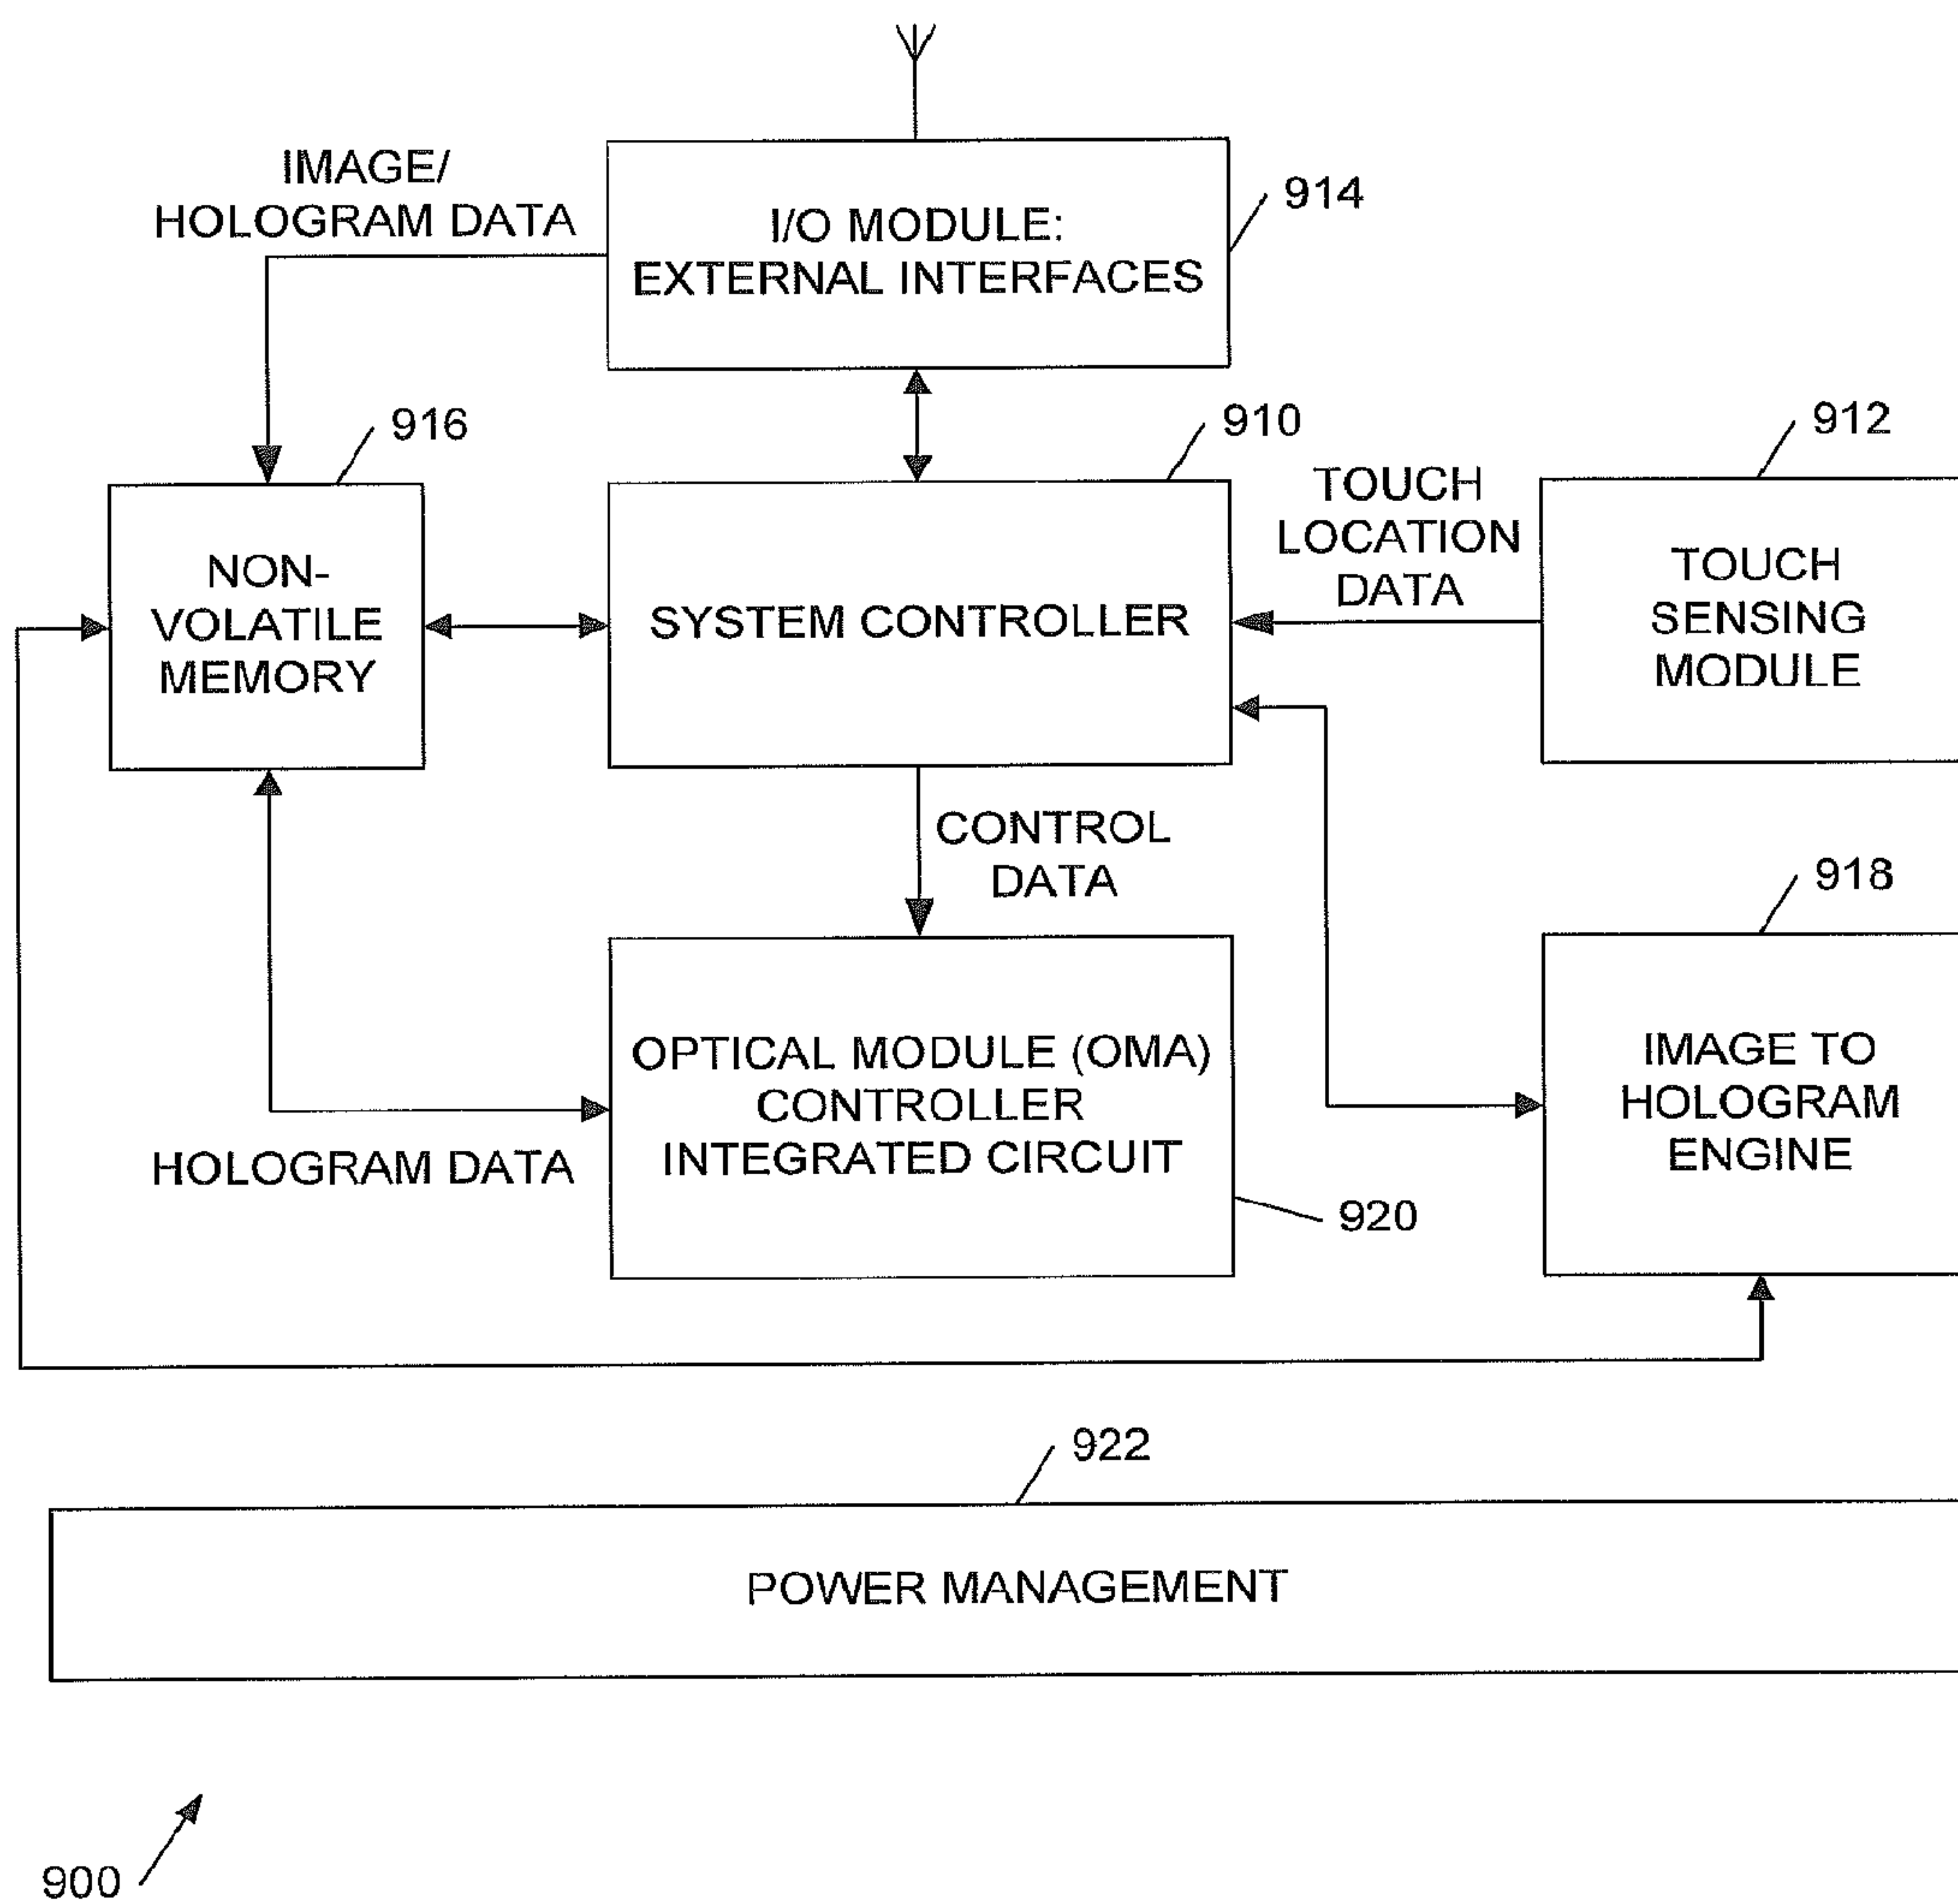 IMAGE/
HOLOGRAM DATA
I/O MODULE:
EXTERNAL INTERFACES
914
916
910
912
NON-
VOLATILE
MEMORY
SYSTEM CONTROLLER
TOUCH
LOCATION
DATA
TOUCH
SENSING
MODULE
CONTROL
DATA
918
OPTICAL MODULE (OMA)
CONTROLLER
INTEGRATED CIRCUIT
IMAGE TO
HOLOGRAM
ENGINE
HOLOGRAM DATA
920
922
POWER MANAGEMENT
900